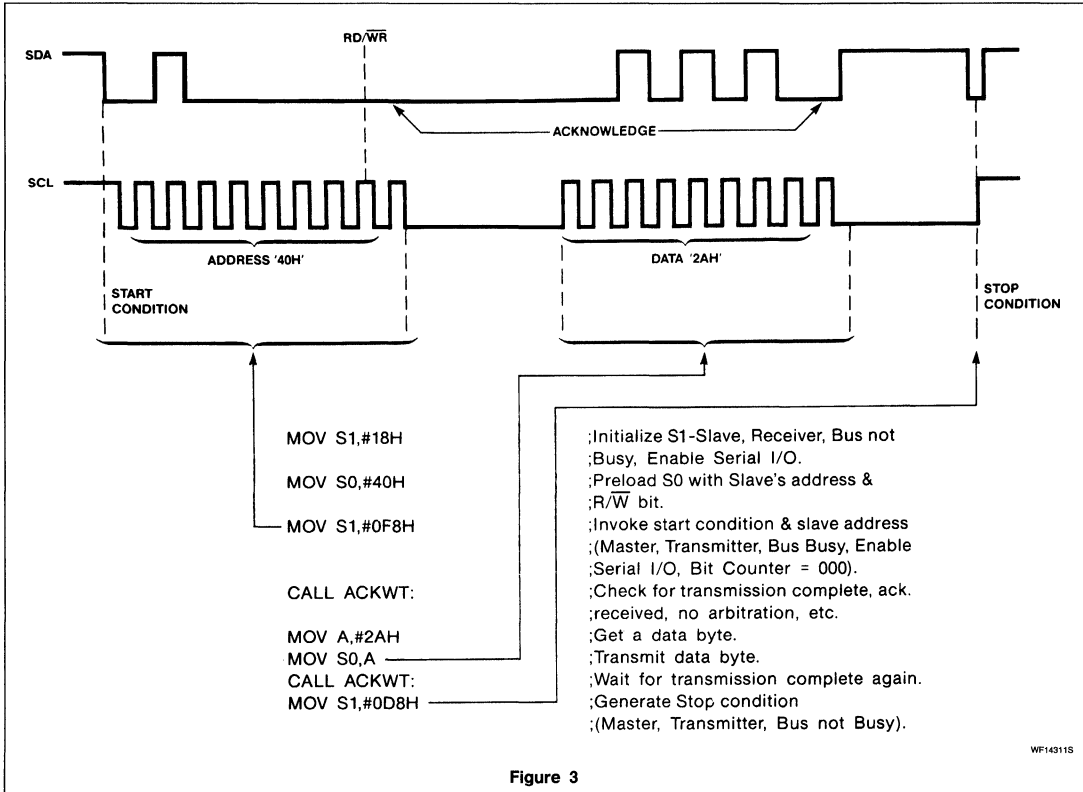 RD/W̅R̅
SDA
ACKNOWLEDGE
SCL
ADDRESS '40H'
DATA '2AH'
START
CONDITION
STOP
CONDITION
MOV S1,#18H
;Initialize S1-Slave, Receiver, Bus not
;Busy, Enable Serial I/O.
MOV S0,#40H
;Preload S0 with Slave's address &
;R/W̅ bit.
MOV S1,#0F8H
;Invoke start condition & slave address
;(Master, Transmitter, Bus Busy, Enable
;Serial I/O, Bit Counter = 000).
CALL ACKWT:
;Check for transmission complete, ack.
;received, no arbitration, etc.
MOV A,#2AH
;Get a data byte.
MOV S0,A
;Transmit data byte.
CALL ACKWT:
;Wait for transmission complete again.
MOV S1,#0D8H
;Generate Stop condition
;(Master, Transmitter, Bus not Busy).
WF14311S
Figure 3